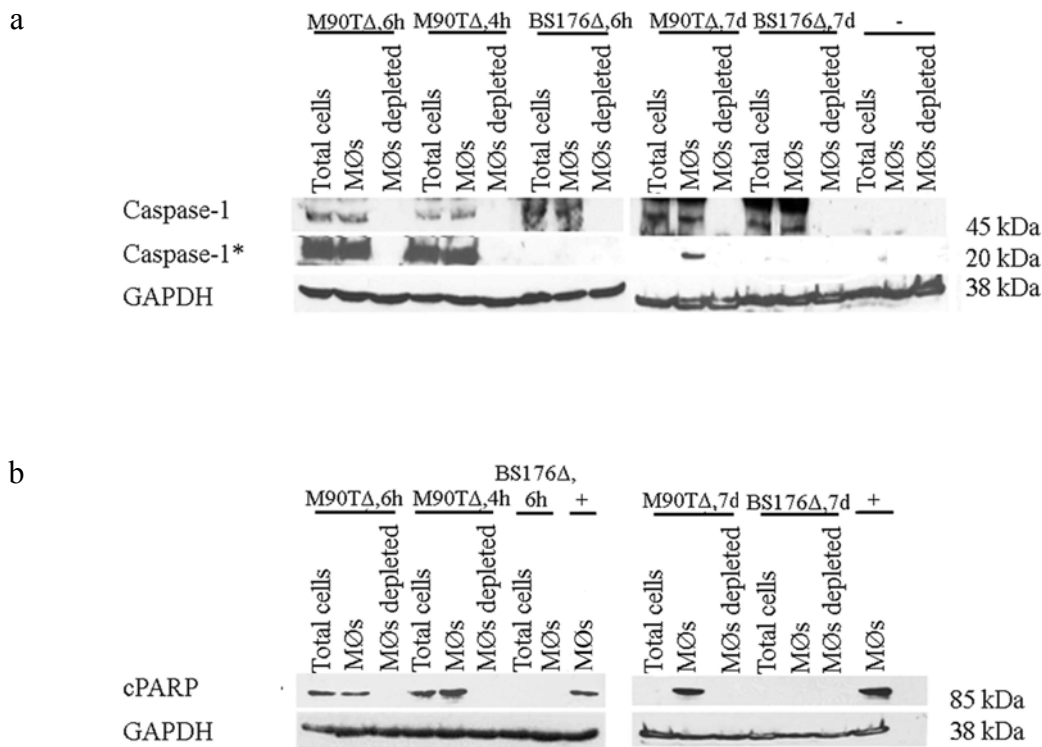 a
M90TΔ,6h M90TΔ,4h BS176Δ,6h M90TΔ,7d BS176Δ,7d -
Total cells
MØs
MØs depleted
Total cells
MØs
MØs depleted
Total cells
MØs
MØs depleted
Total cells
MØs
MØs depleted
Total cells
MØs
MØs depleted
Total cells
MØs
MØs depleted
Caspase-1 45 kDa
Caspase-1* 20 kDa
GAPDH 38 kDa
b
BS176Δ,
M90TΔ,6h M90TΔ,4h 6h + M90TΔ,7d BS176Δ,7d +
Total cells
MØs
MØs depleted
Total cells
MØs
MØs depleted
Total cells
MØs
MØs
Total cells
MØs
MØs depleted
Total cells
MØs
MØs depleted
MØs
cPARP 85 kDa
GAPDH 38 kDa